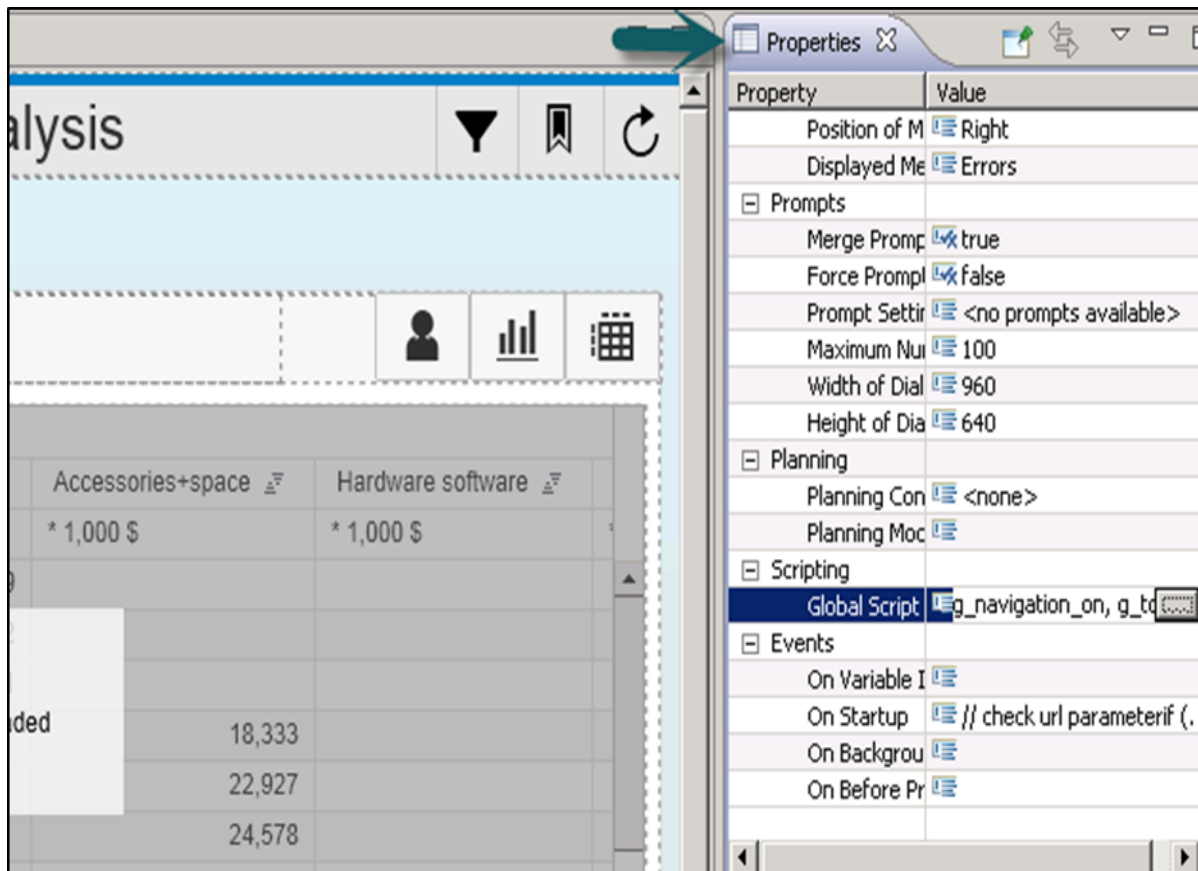 alysis
Accessories+space Hardware software
* 1,000 $ * 1,000 $
ded
18,333
22,927
24,578
Properties
Property Value
Position of M Right
Displayed Me Errors
Prompts
Merge Promp true
Force Prompt false
Prompt Settir <no prompts available>
Maximum Nur 100
Width of Dial 960
Height of Dia 640
Planning
Planning Con <none>
Planning Moc
Scripting
Global Script g_navigation_on, g_to
Events
On Variable I
On Startup // check url parameterif (.
On Backgrou
On Before Pr